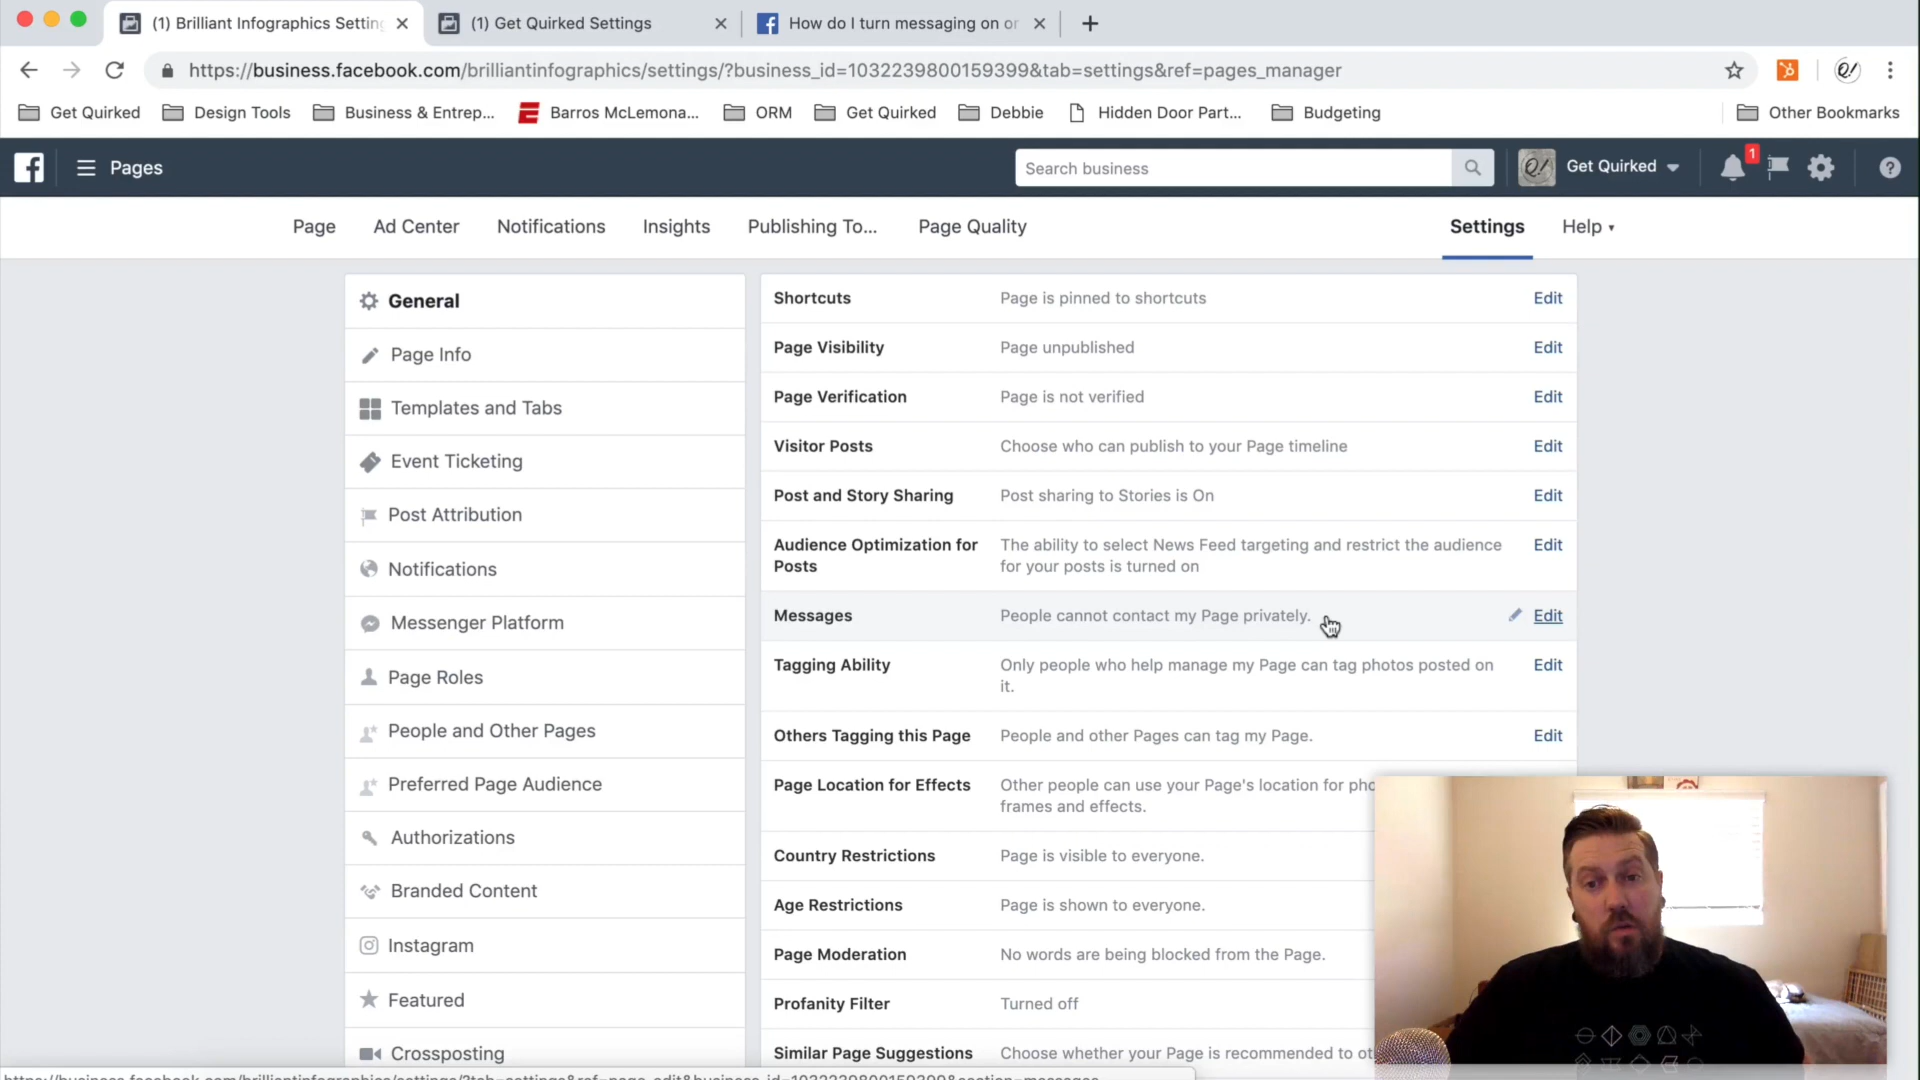 (1) Brilliant Infographics Setting
(1) Get Quirked Settings
How do I turn messaging on or
https://business.facebook.com/brilliantinfographics/settings/?business_id=1032239800159399&tab=settings&ref=pages_manager
Get Quirked
Design Tools
Business & Entrep...
Barros McLemona...
ORM
Get Quirked
Debbie
Hidden Door Part...
Budgeting
Other Bookmarks
Pages
Search business
Q!
Get Quirked
1
Page
Ad Center
Notifications
Insights
Publishing To...
Page Quality
Settings
Help
General
Page Info
Templates and Tabs
Event Ticketing
Post Attribution
Notifications
Messenger Platform
Page Roles
People and Other Pages
Preferred Page Audience
Authorizations
Branded Content
Instagram
Featured
Crossposting
Shortcuts
Page is pinned to shortcuts
Edit
Page Visibility
Page unpublished
Edit
Page Verification
Page is not verified
Edit
Visitor Posts
Choose who can publish to your Page timeline
Edit
Post and Story Sharing
Post sharing to Stories is On
Edit
Audience Optimization for
Posts
The ability to select News Feed targeting and restrict the audience
for your posts is turned on
Edit
Messages
People cannot contact my Page privately.
Edit
Tagging Ability
Only people who help manage my Page can tag photos posted on
it.
Edit
Others Tagging this Page
People and other Pages can tag my Page.
Edit
Page Location for Effects
Other people can use your Page's location for pho
frames and effects.
Country Restrictions
Page is visible to everyone.
Age Restrictions
Page is shown to everyone.
Page Moderation
No words are being blocked from the Page.
Profanity Filter
Turned off
Similar Page Suggestions
Choose whether your Page is recommended to ot